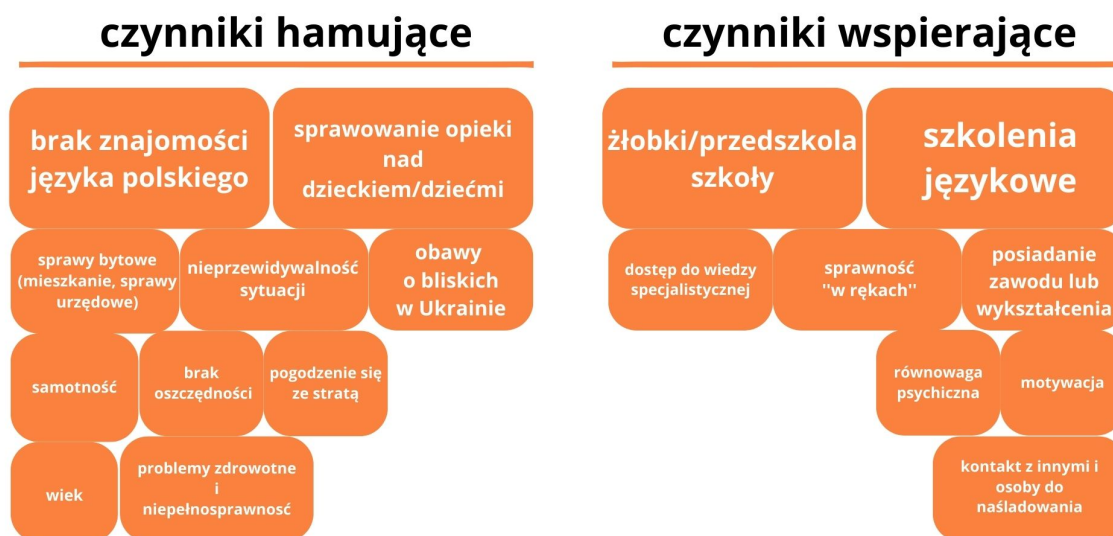 czynniki hamujące
brak znajomości
języka polskiego
sprawowanie opieki
nad
dzieckiem/dziećmi
sprawy bytowe
(mieszkanie, sprawy
urzędowe)
nieprzewidywalność
sytuacji
obawy
o bliskich
w Ukrainie
samotność
brak
oszczędności
pogodzenie się
ze stratą
wiek
problemy zdrowotne
i
niepełnosprawnosć
czynniki wspierające
żłobki/przedszkola
szkoły
szkolenia
językowe
dostęp do wiedzy
specjalistycznej
sprawność
''w rękach''
posiadanie
zawodu lub
wykształcenia
równowaga
psychiczna
motywacja
kontakt z innymi i
osoby do
naśladowania